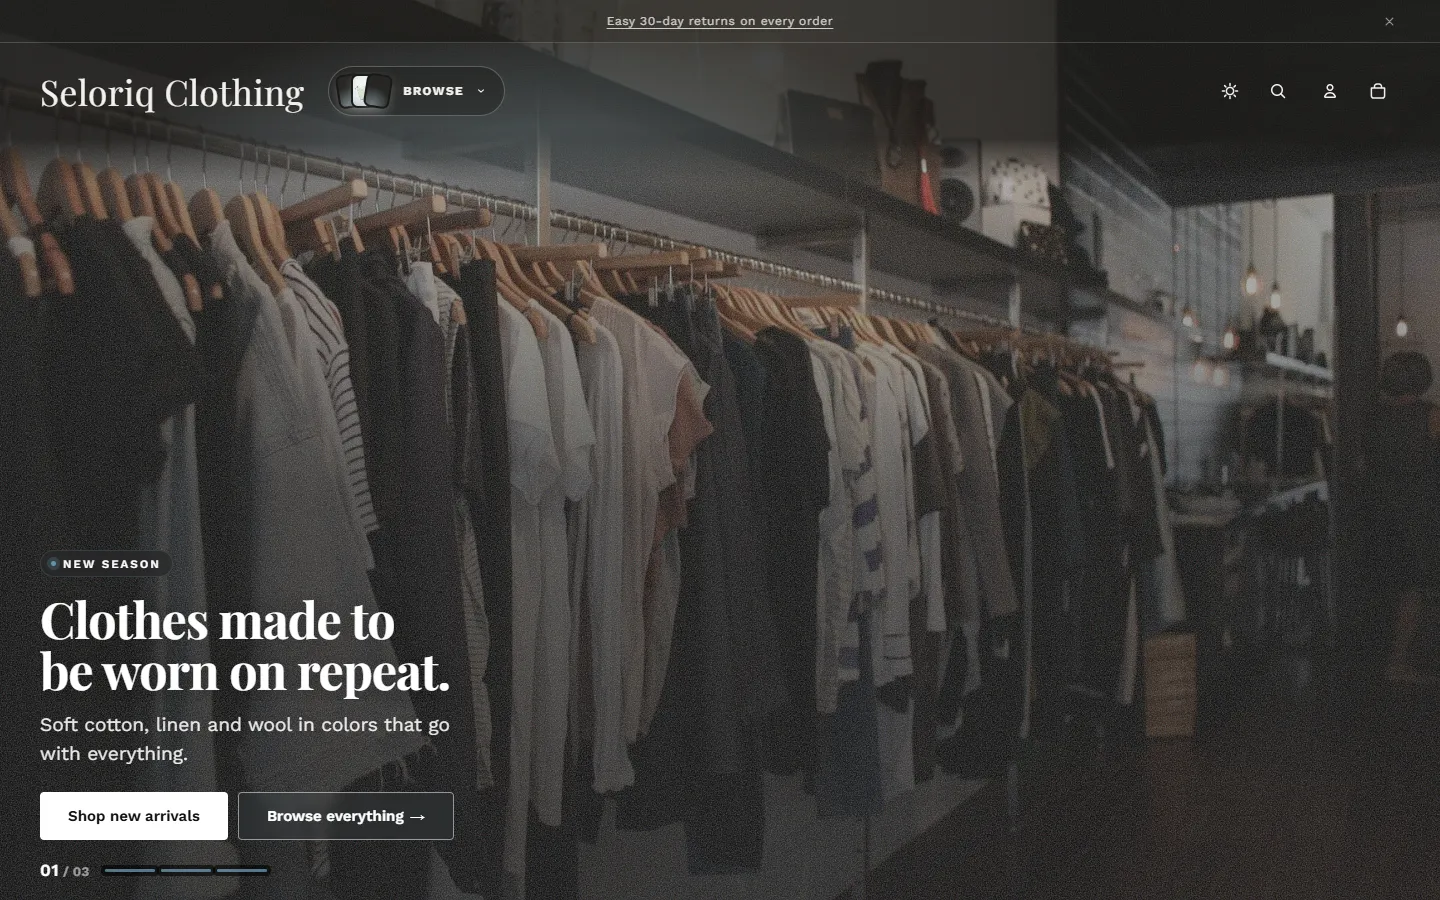 Easy 30-day returns on every order
Seloriq Clothing
BROWSE
NEW SEASON
Clothes made to
be worn on repeat.
Soft cotton, linen and wool in colors that go
with everything.
Shop new arrivals
Browse everything →
01 / 03